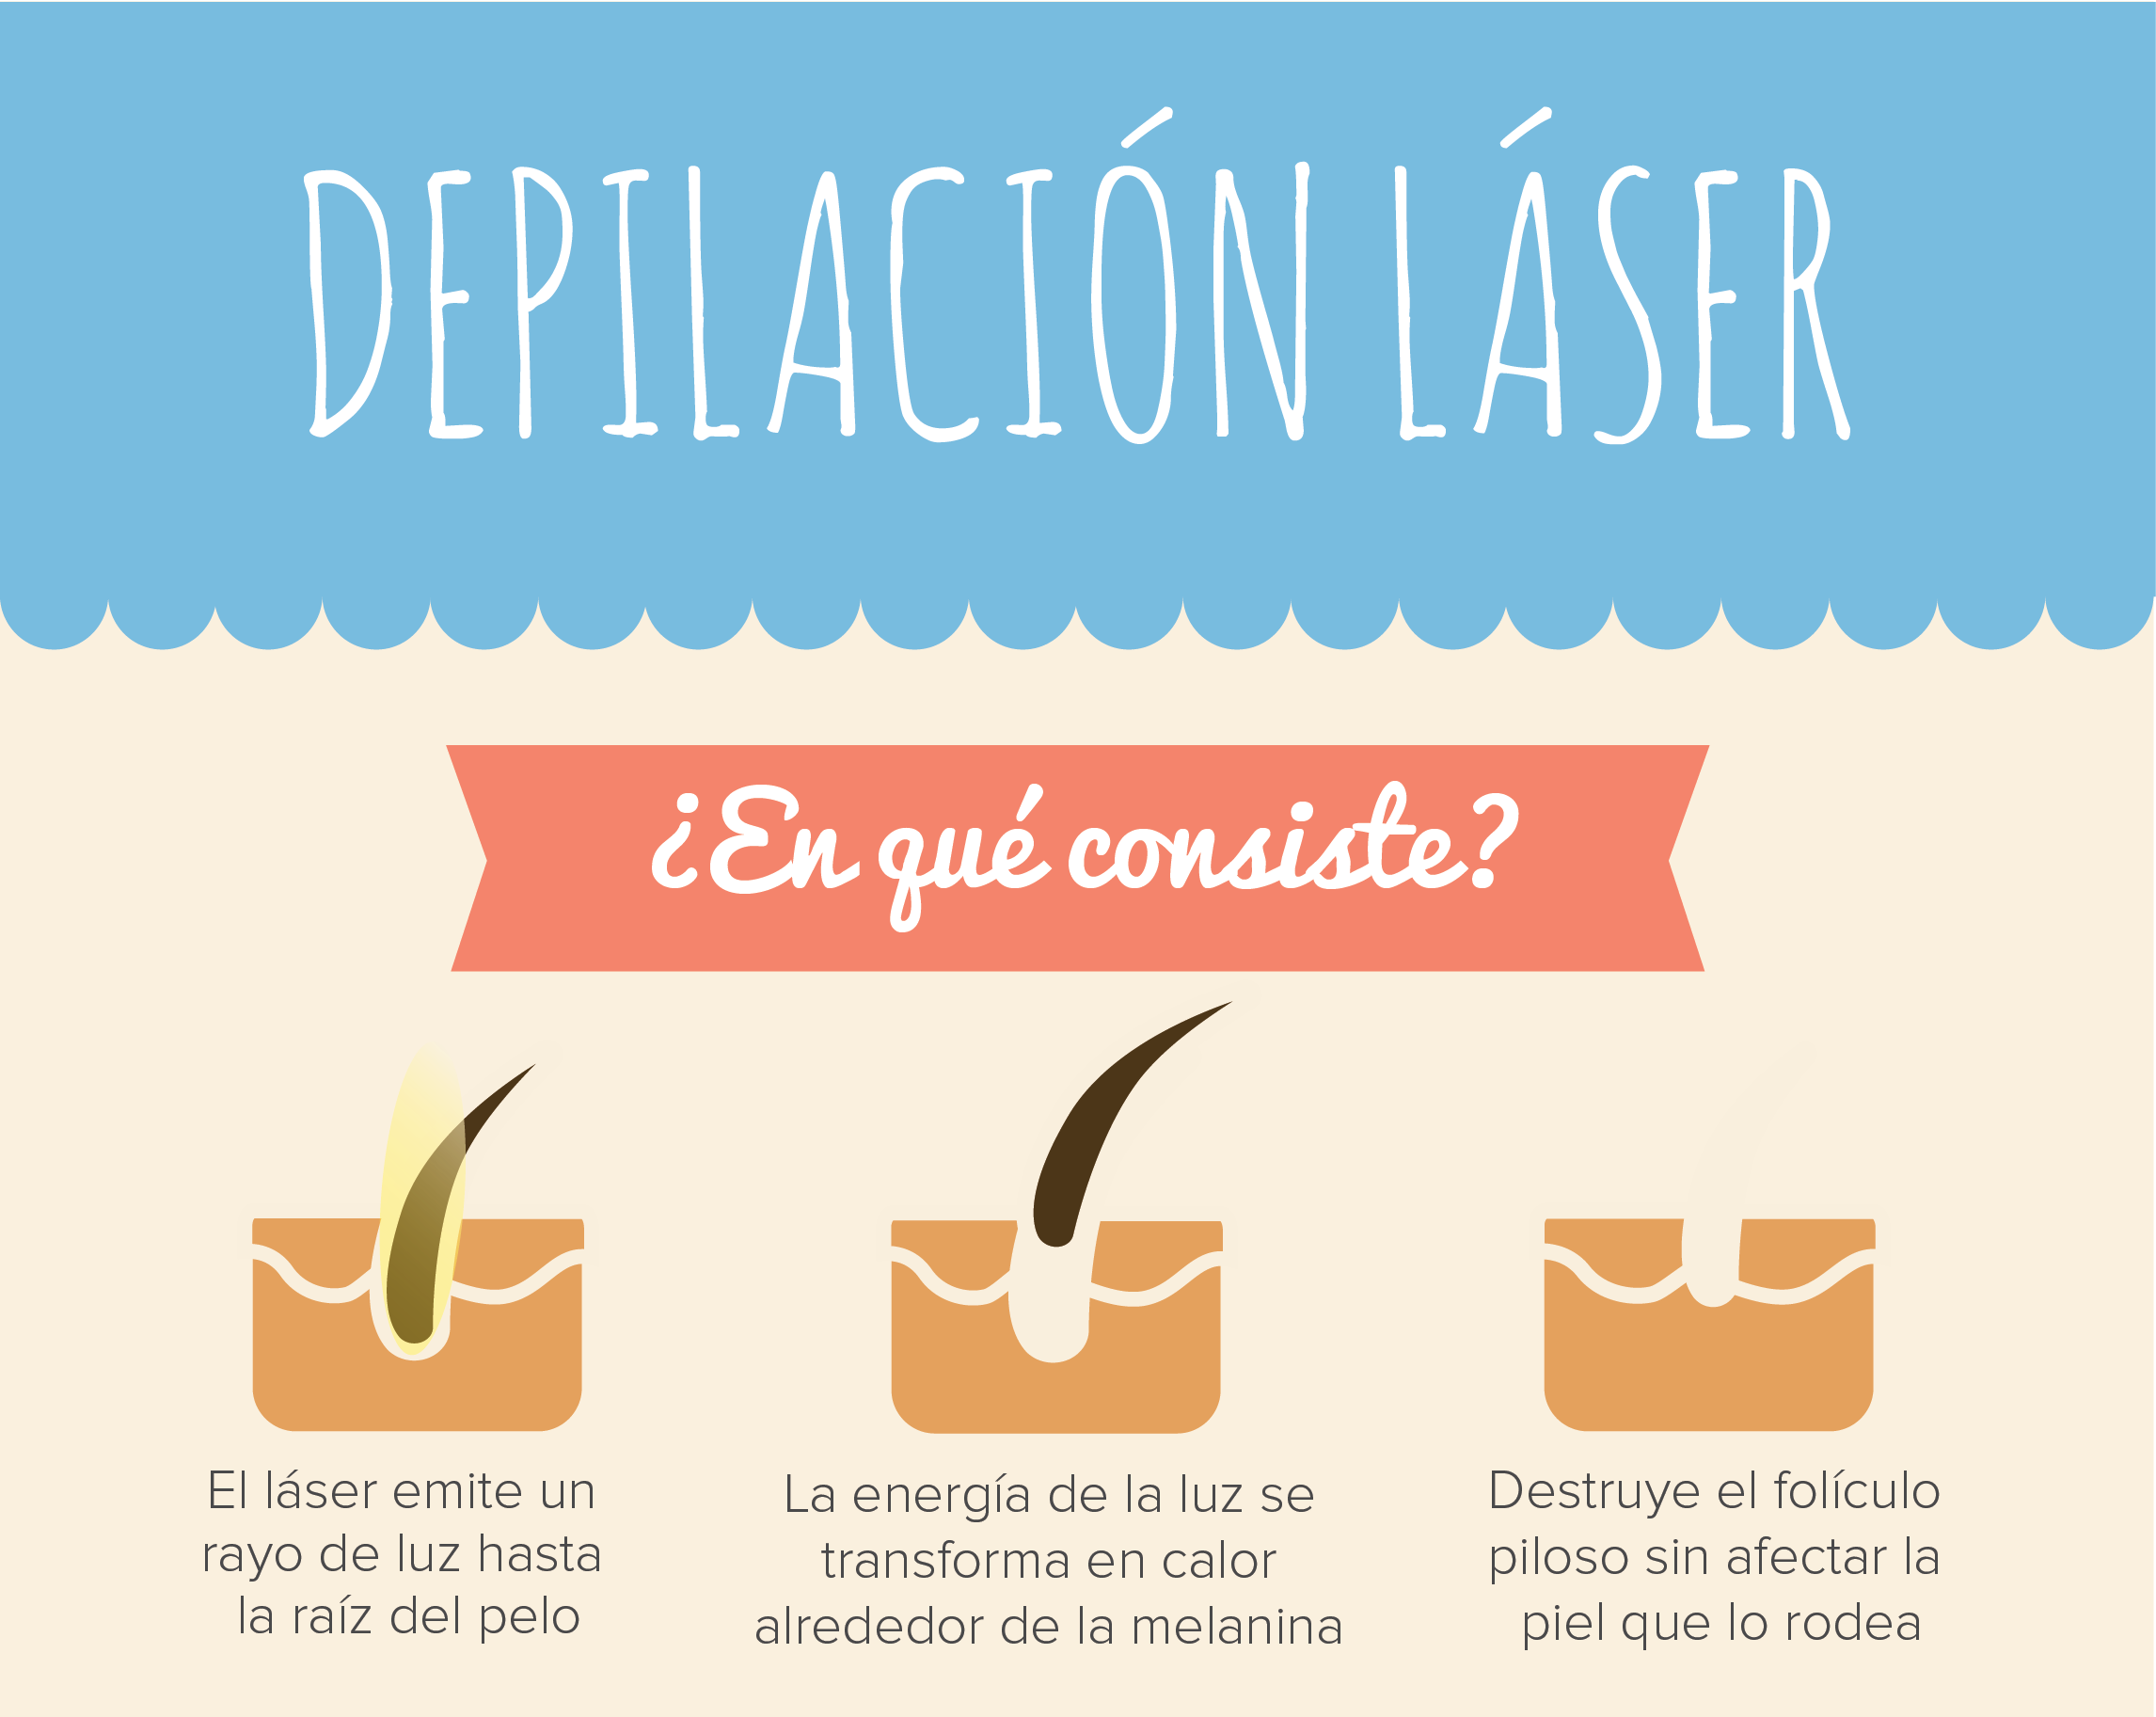 DEPILACIÓN LÁSER
¿En qué consiste?
El láser emite un
rayo de luz hasta
la raíz del pelo
La energía de la luz se
transforma en calor
alrededor de la melanina
Destruye el folículo
piloso sin afectar la
piel que lo rodea